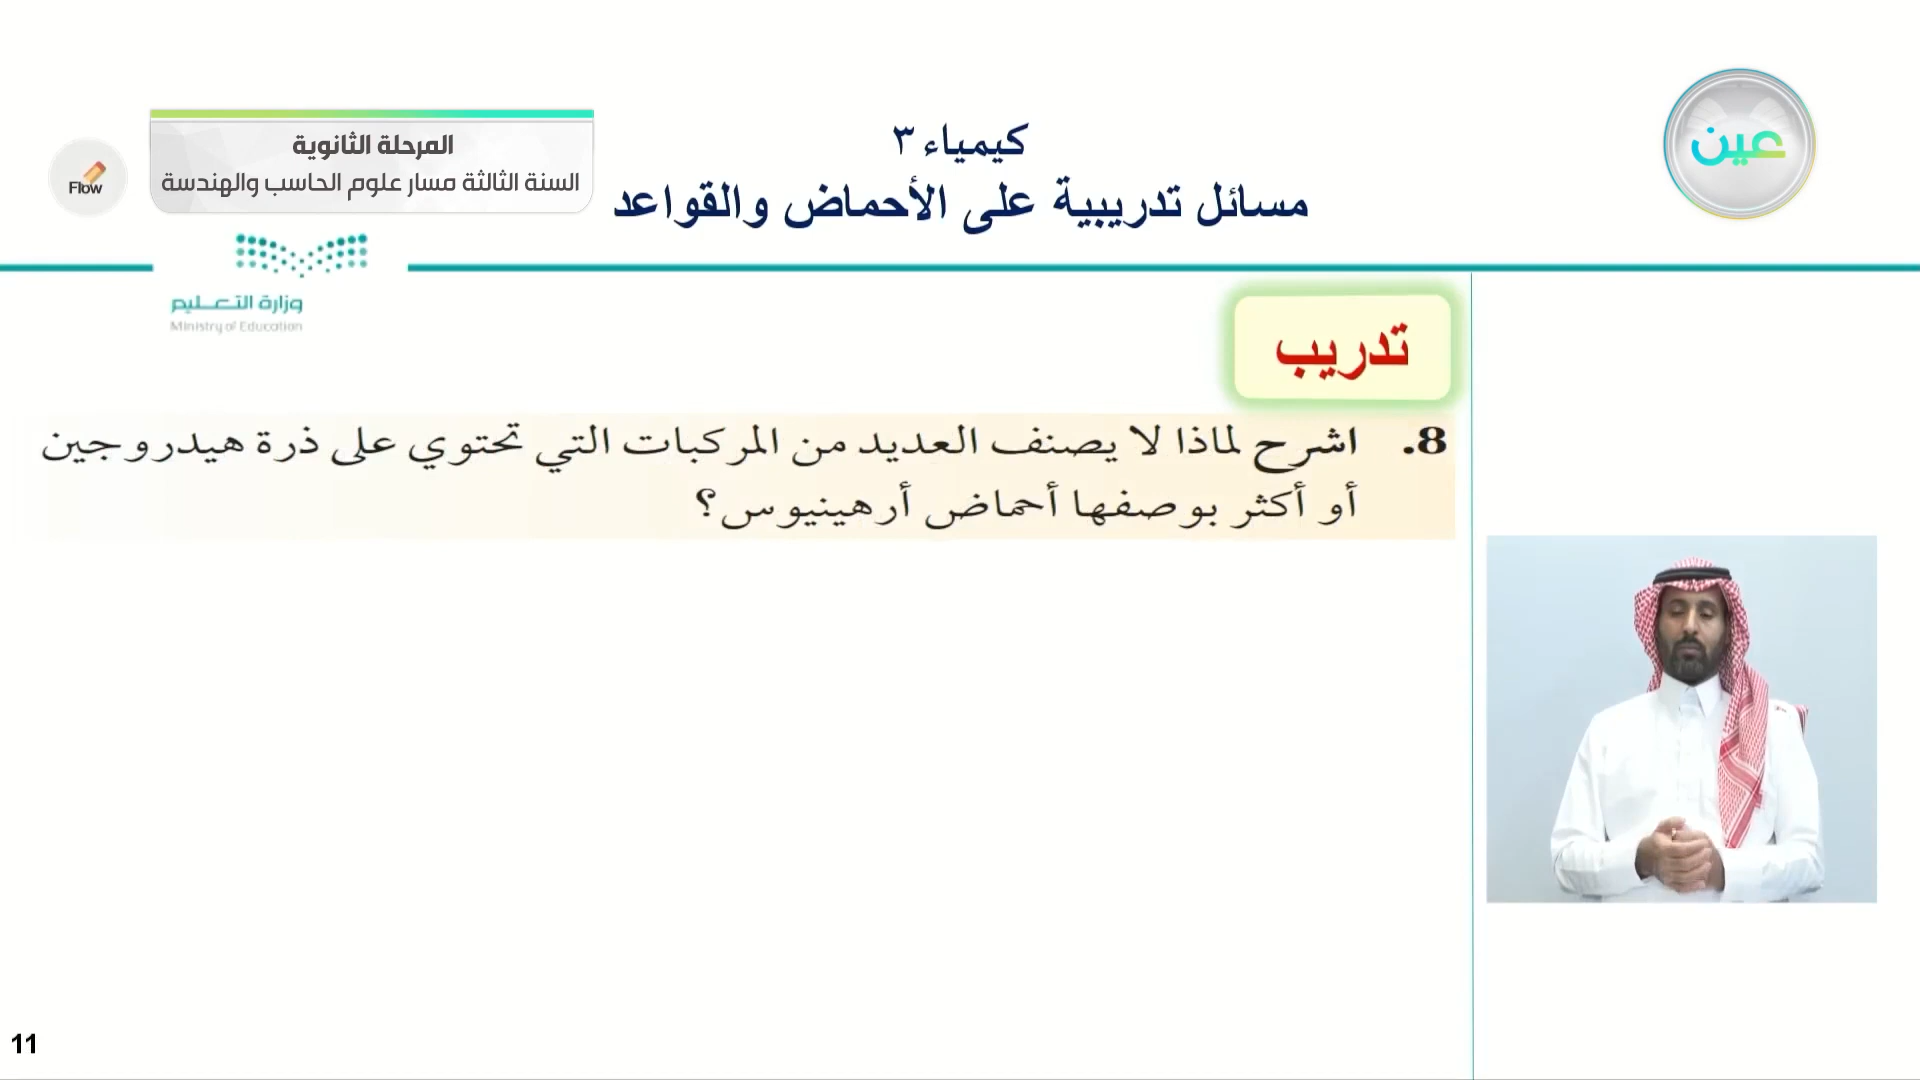 كيمياء ٣
مسائل تدريبية على الأحماض والقواعد
عين
المرحلة الثانوية
السنة الثالثة مسار علوم الحاسب والهندسة
Flow
وزارة التعليم
Ministry of Education
تدريب
8. اشرح لماذا لا يصنف العديد من المركبات التي تحتوي على ذرة هيدروجين
أو أكثر بوصفها أحماض أرهينيوس؟
11